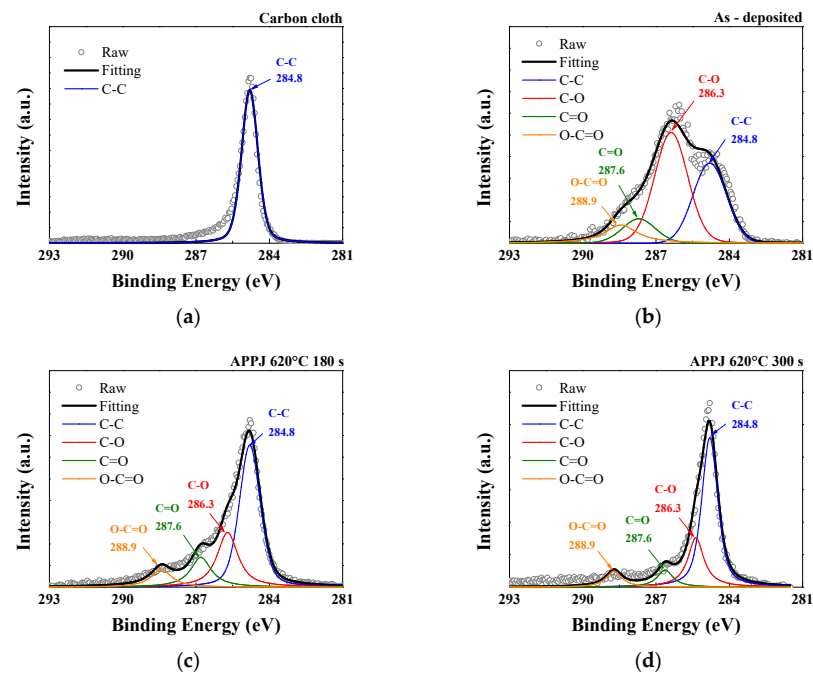 Carbon cloth
Raw
Fitting
C-C
C-C
284.8
Intensity (a.u.)
293 290 287 284 281
Binding Energy (eV)
(a)
As - deposited
Raw
Fitting
C-C
C-O
C=O
O-C=O
C-O
286.3
C-C
284.8
C=O
287.6
O-C=O
288.9
Intensity (a.u.)
293 290 287 284 281
Binding Energy (eV)
(b)
APPJ 620°C 180 s
Raw
Fitting
C-C
C-O
C=O
O-C=O
C-C
284.8
C-O
286.3
C=O
287.6
O-C=O
288.9
Intensity (a.u.)
293 290 287 284 281
Binding Energy (eV)
(c)
APPJ 620°C 300 s
Raw
Fitting
C-C
C-O
C=O
O-C=O
C-C
284.8
C-O
286.3
C=O
287.6
O-C=O
288.9
Intensity (a.u.)
293 290 287 284 281
Binding Energy (eV)
(d)